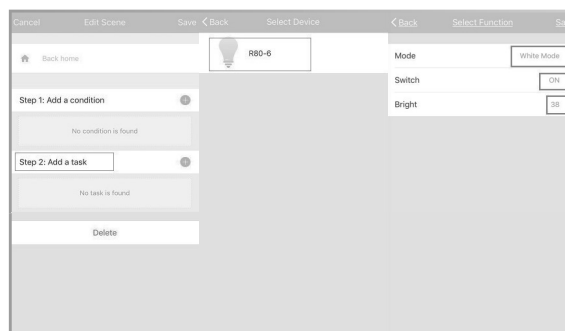 Cancel Edit Scene Save
Back home
Step 1: Add a condition
No condition is found
Step 2: Add a task
No task is found
Delete
Back Select Device
R80-6
Back Select Function Sa
Mode White Mode
Switch ON
Bright 38